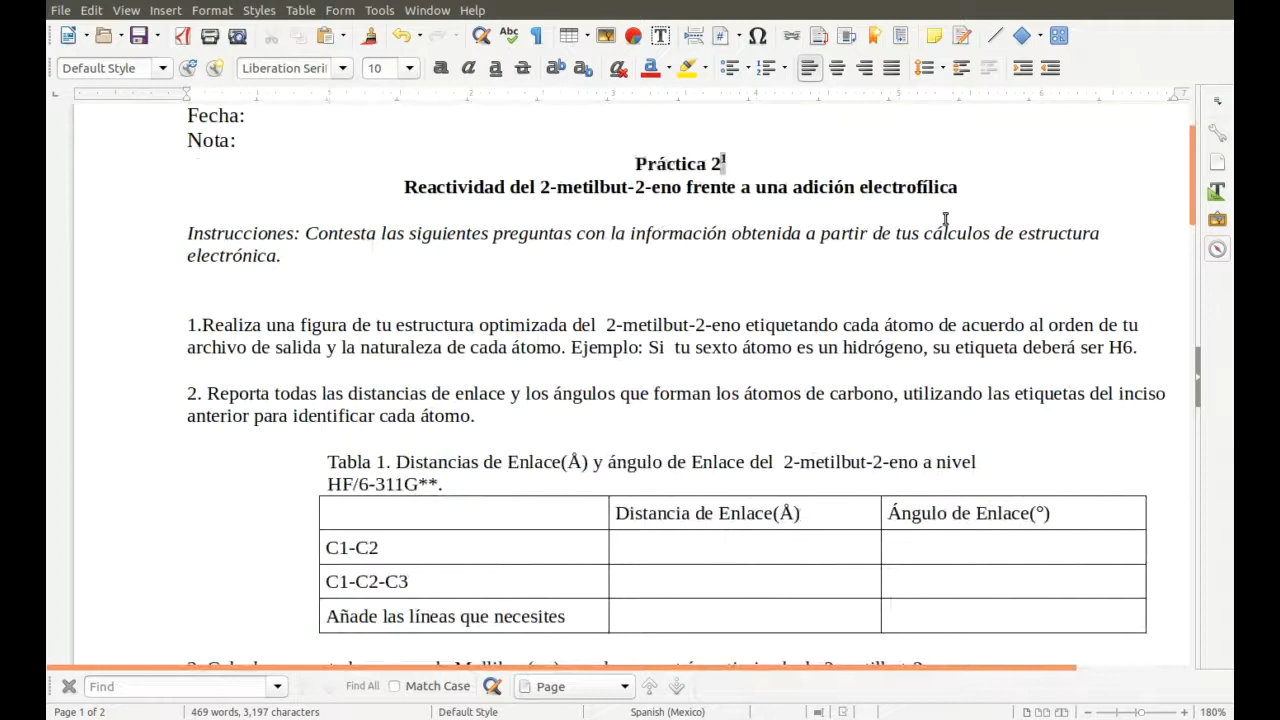 File Edit View Insert Format Styles Table Form Tools Window Help
Default Style Liberation Seri 10
Fecha:
Nota:
Práctica 2¹
Reactividad del 2-metilbut-2-eno frente a una adición electrofílica
Instrucciones: Contesta las siguientes preguntas con la información obtenida a partir de tus cálculos de estructura
electrónica.
1.Realiza una figura de tu estructura optimizada del 2-metilbut-2-eno etiquetando cada átomo de acuerdo al orden de tu
archivo de salida y la naturaleza de cada átomo. Ejemplo: Si tu sexto átomo es un hidrógeno, su etiqueta deberá ser H6.
2. Reporta todas las distancias de enlace y los ángulos que forman los átomos de carbono, utilizando las etiquetas del inciso
anterior para identificar cada átomo.
Tabla 1. Distancias de Enlace(Å) y ángulo de Enlace del 2-metilbut-2-eno a nivel
HF/6-311G**.
Distancia de Enlace(Å) Ángulo de Enlace(°)
C1-C2
C1-C2-C3
Añade las líneas que necesites
Find Find All Match Case Page
Page 1 of 2 469 words, 3,197 characters Default Style Spanish (Mexico) 180%